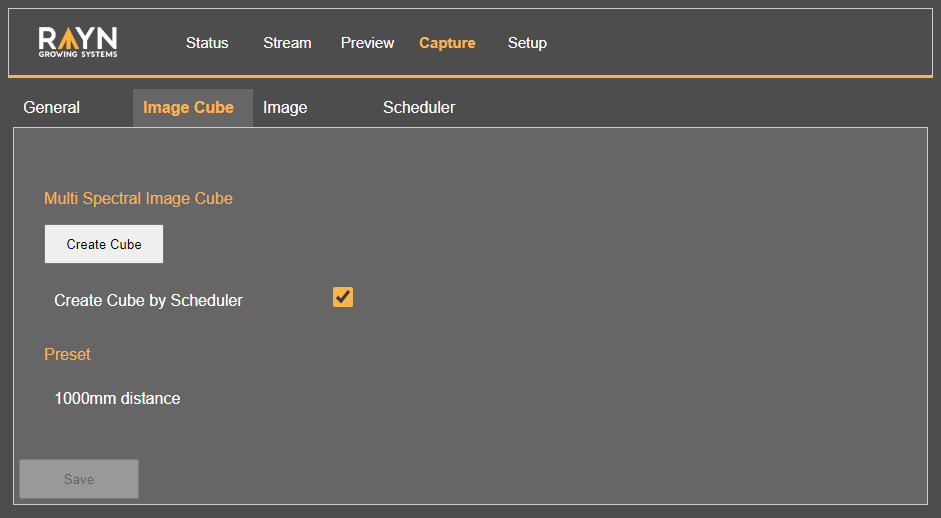 RAYN
GROWING SYSTEMS
Status Stream Preview Capture Setup
General Image Cube Image Scheduler
Multi Spectral Image Cube
Create Cube
Create Cube by Scheduler
Preset
1000mm distance
Save